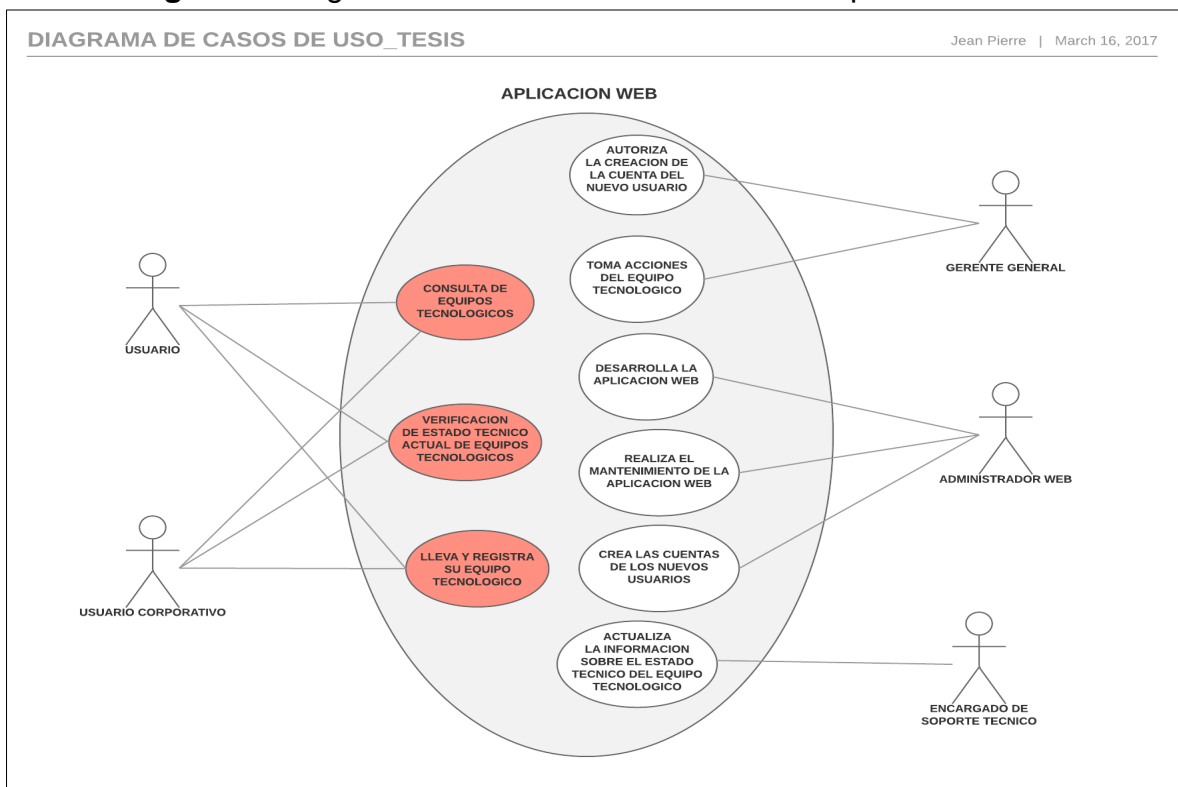 DIAGRAMA DE CASOS DE USO_TESIS
Jean Pierre | March 16, 2017
APLICACION WEB
AUTORIZA
LA CREACION DE
LA CUENTA DEL
NUEVO USUARIO
TOMA ACCIONES
DEL EQUIPO
TECNOLOGICO
GERENTE GENERAL
CONSULTA DE
EQUIPOS
TECNOLOGICOS
USUARIO
DESARROLLA LA
APLICACION WEB
VERIFICACION
DE ESTADO TECNICO
ACTUAL DE EQUIPOS
TECNOLOGICOS
REALIZA EL
MANTENIMIENTO DE LA
APLICACION WEB
ADMINISTRADOR WEB
LLEVA Y REGISTRA
SU EQUIPO
TECNOLOGICO
CREA LAS CUENTAS
DE LOS NUEVOS
USUARIOS
USUARIO CORPORATIVO
ACTUALIZA
LA INFORMACION
SOBRE EL ESTADO
TECNICO DEL EQUIPO
TECNOLOGICO
ENCARGADO DE
SOPORTE TECNICO